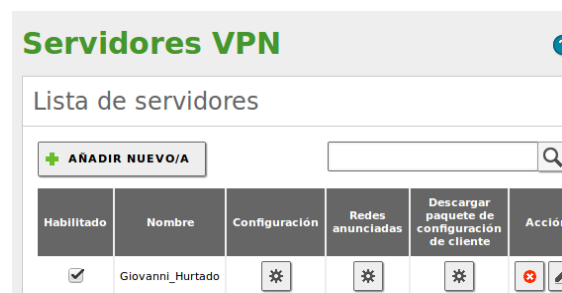 Servidores VPN
Lista de servidores
AÑADIR NUEVO/A
Habilitado Nombre Configuración Redes anunciadas Descargar paquete de configuración de cliente Acción
Giovanni_Hurtado